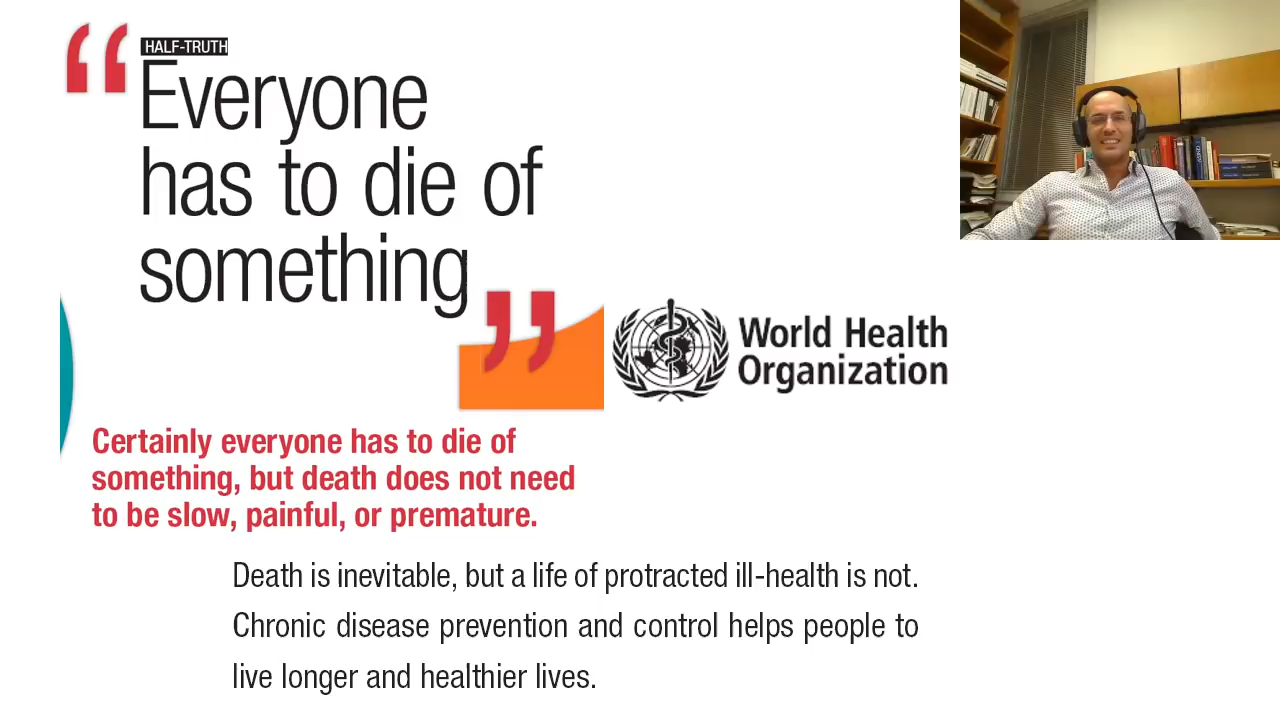 “
HALF-TRUTH
Everyone
has to die of
something
”
World Health
Organization
Certainly everyone has to die of
something, but death does not need
to be slow, painful, or premature.
Death is inevitable, but a life of protracted ill-health is not.
Chronic disease prevention and control helps people to
live longer and healthier lives.